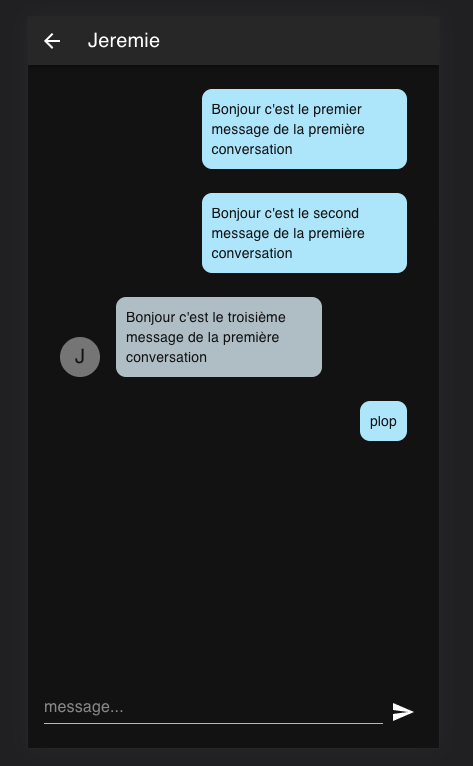 Jeremie
Bonjour c'est le premier
message de la première
conversation
Bonjour c'est le second
message de la première
conversation
Bonjour c'est le troisième
message de la première
conversation
J
plop
message...